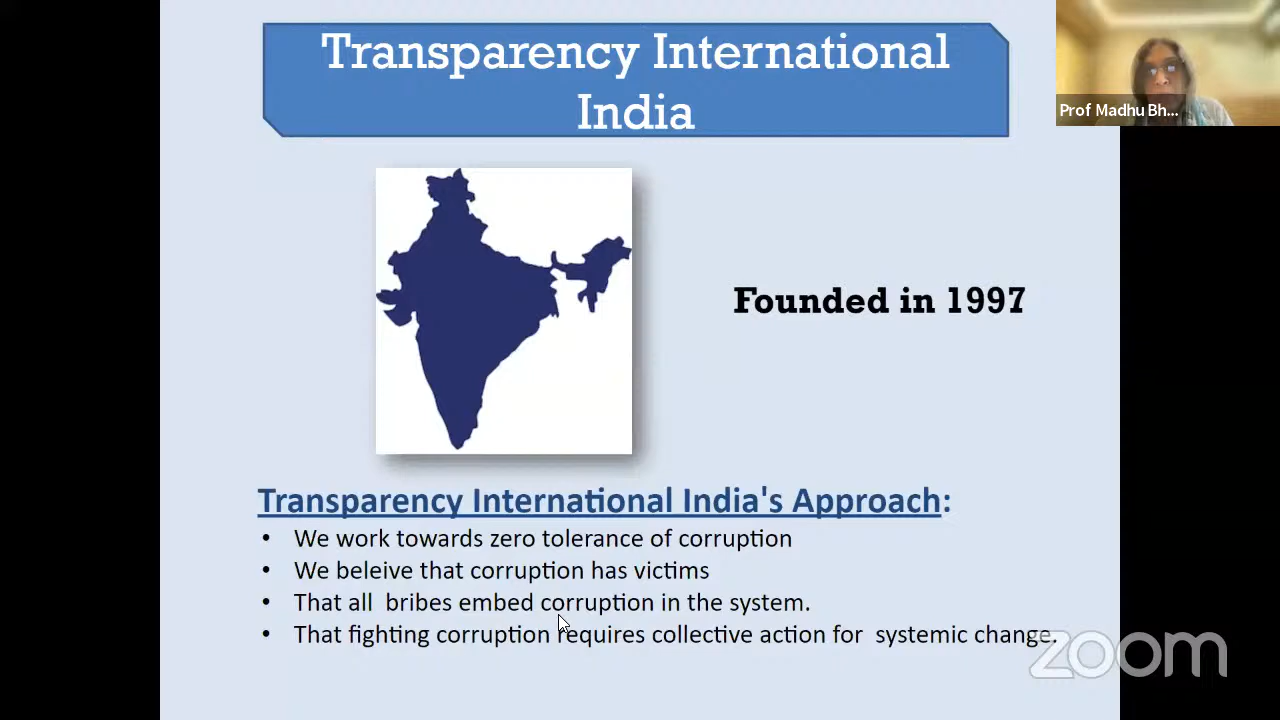 Transparency International
India
Prof Madhu Bh...
Founded in 1997
Transparency International India's Approach:
• We work towards zero tolerance of corruption
• We beleive that corruption has victims
• That all bribes embed corruption in the system.
• That fighting corruption requires collective action for systemic change.
zoom